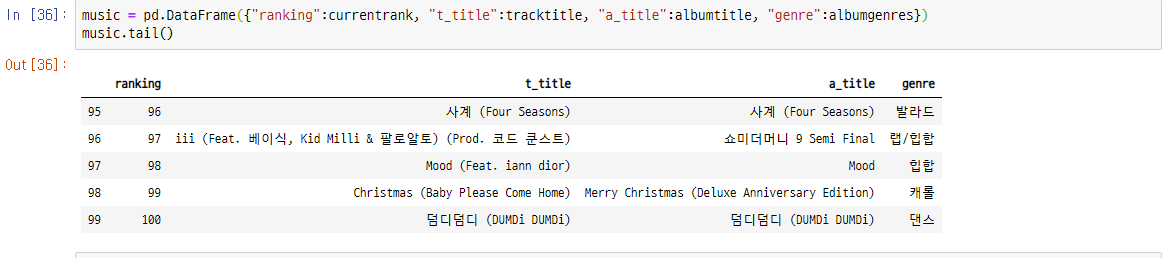 In [36]: music = pd.DataFrame({"ranking":currentrank, "t_title":tracktitle, "a_title":albumtitle, "genre":albumgenres})
music.tail()
Out[36]:
ranking t_title a_title genre
95 96 사계 (Four Seasons) 사계 (Four Seasons) 발라드
96 97 iii (Feat. 베이식, Kid Milli & 팔로알토) (Prod. 코드 쿤스트) 쇼미더머니 9 Semi Final 랩/힙합
97 98 Mood (Feat. iann dior) Mood 힙합
98 99 Christmas (Baby Please Come Home) Merry Christmas (Deluxe Anniversary Edition) 캐롤
99 100 덤디덤디 (DUMDi DUMDi) 덤디덤디 (DUMDi DUMDi) 댄스